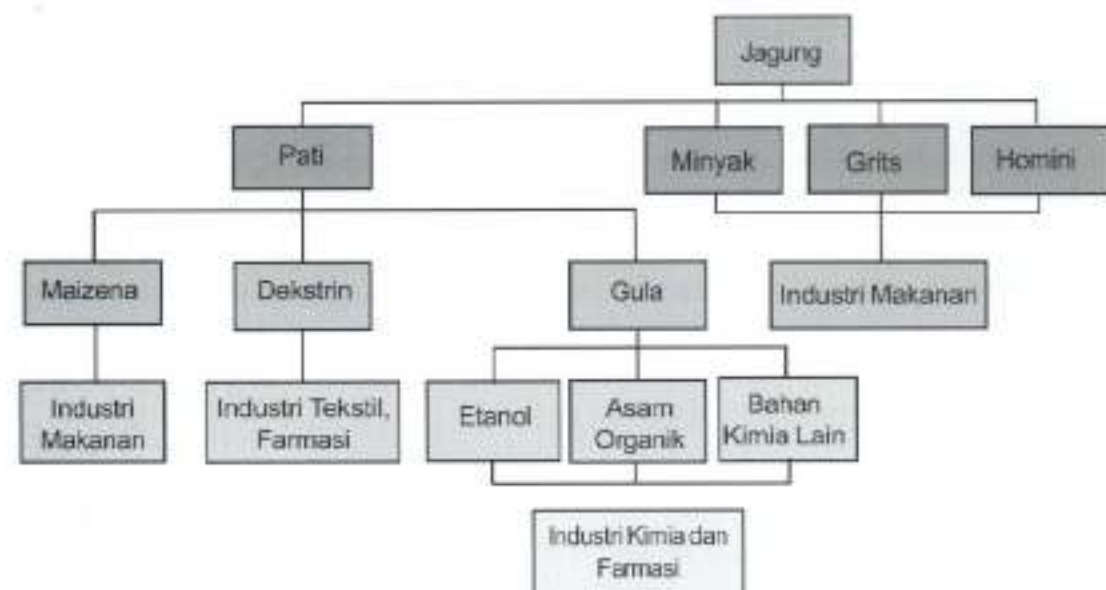 Jagung
Pati
Minyak
Grits
Homini
Maizena
Dekstrin
Gula
Industri Makanan
Industri
Makanan
Industri Tekstil,
Farmasi
Etanol
Asam
Organik
Bahan
Kimia Lain
Industri Kimia dan
Farmasi